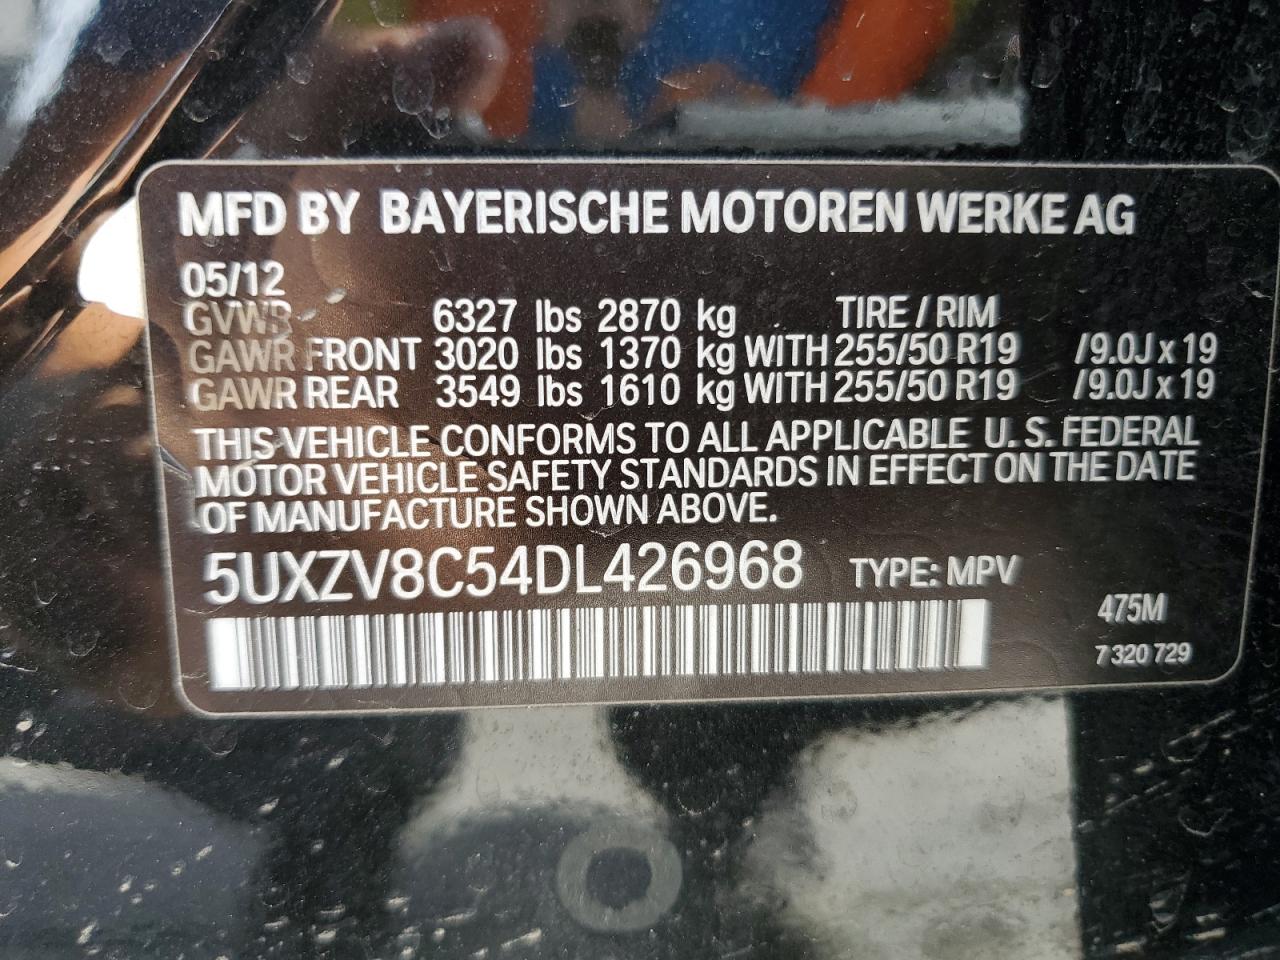 MFD BY BAYERISCHE MOTOREN WERKE AG
05/12
GVWR 6327 lbs 2870 kg TIRE / RIM
GAWR FRONT 3020 lbs 1370 kg WITH 255/50 R19 /9.0J x 19
GAWR REAR 3549 lbs 1610 kg WITH 255/50 R19 /9.0J x 19
THIS VEHICLE CONFORMS TO ALL APPLICABLE U. S. FEDERAL
MOTOR VEHICLE SAFETY STANDARDS IN EFFECT ON THE DATE
OF MANUFACTURE SHOWN ABOVE.
5UXZV8C54DL426968 TYPE: MPV
475M
7 320 729